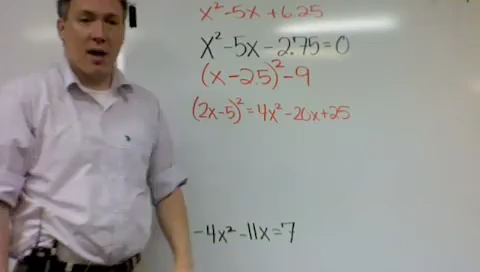 x² -5x + 6.25
x² -5x - 2.75 = 0
(x - 2.5)² - 9
(2x-5)² = 4x² - 20x + 25
-4x² - 11x = 7